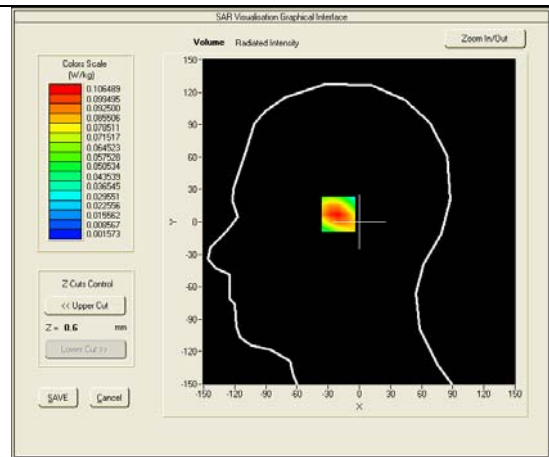 SAR Visualisation Graphical Interface
Volume Radiated Intensity
Zoom In/Out
Colors Scale
(W/kg)
0.106489
0.099495
0.092500
0.085506
0.078511
0.071517
0.064523
0.057528
0.050534
0.043539
0.036545
0.029551
0.022556
0.015562
0.008567
0.001573
Z Cuts Control
<< Upper Cut
Z = 0.6 mm
Lower Cut >>
SAVE Cancel
150
120
90
60
30
0
-30
-60
-90
-120
-150
Y
-150 -120 -90 -60 -30 0 30 60 90 120 150
X